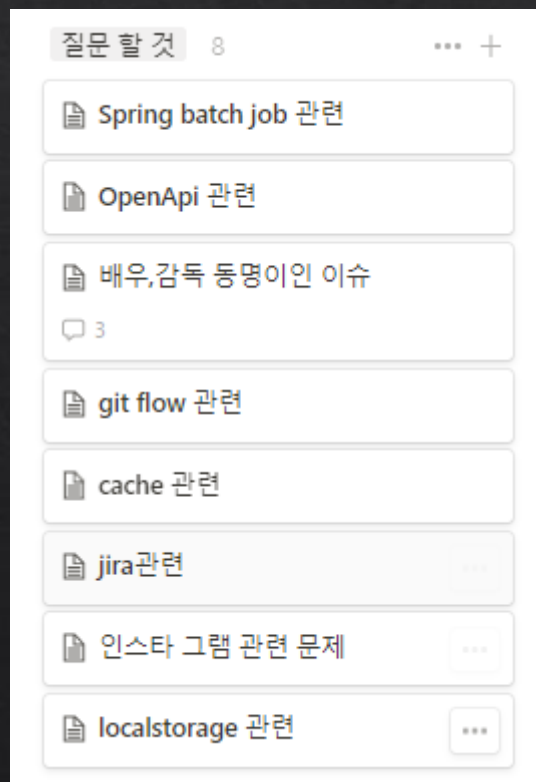 질문 할 것 8
Spring batch job 관련
OpenApi 관련
배우,감독 동명이인 이슈
3
git flow 관련
cache 관련
jira관련
인스타 그램 관련 문제
localstorage 관련